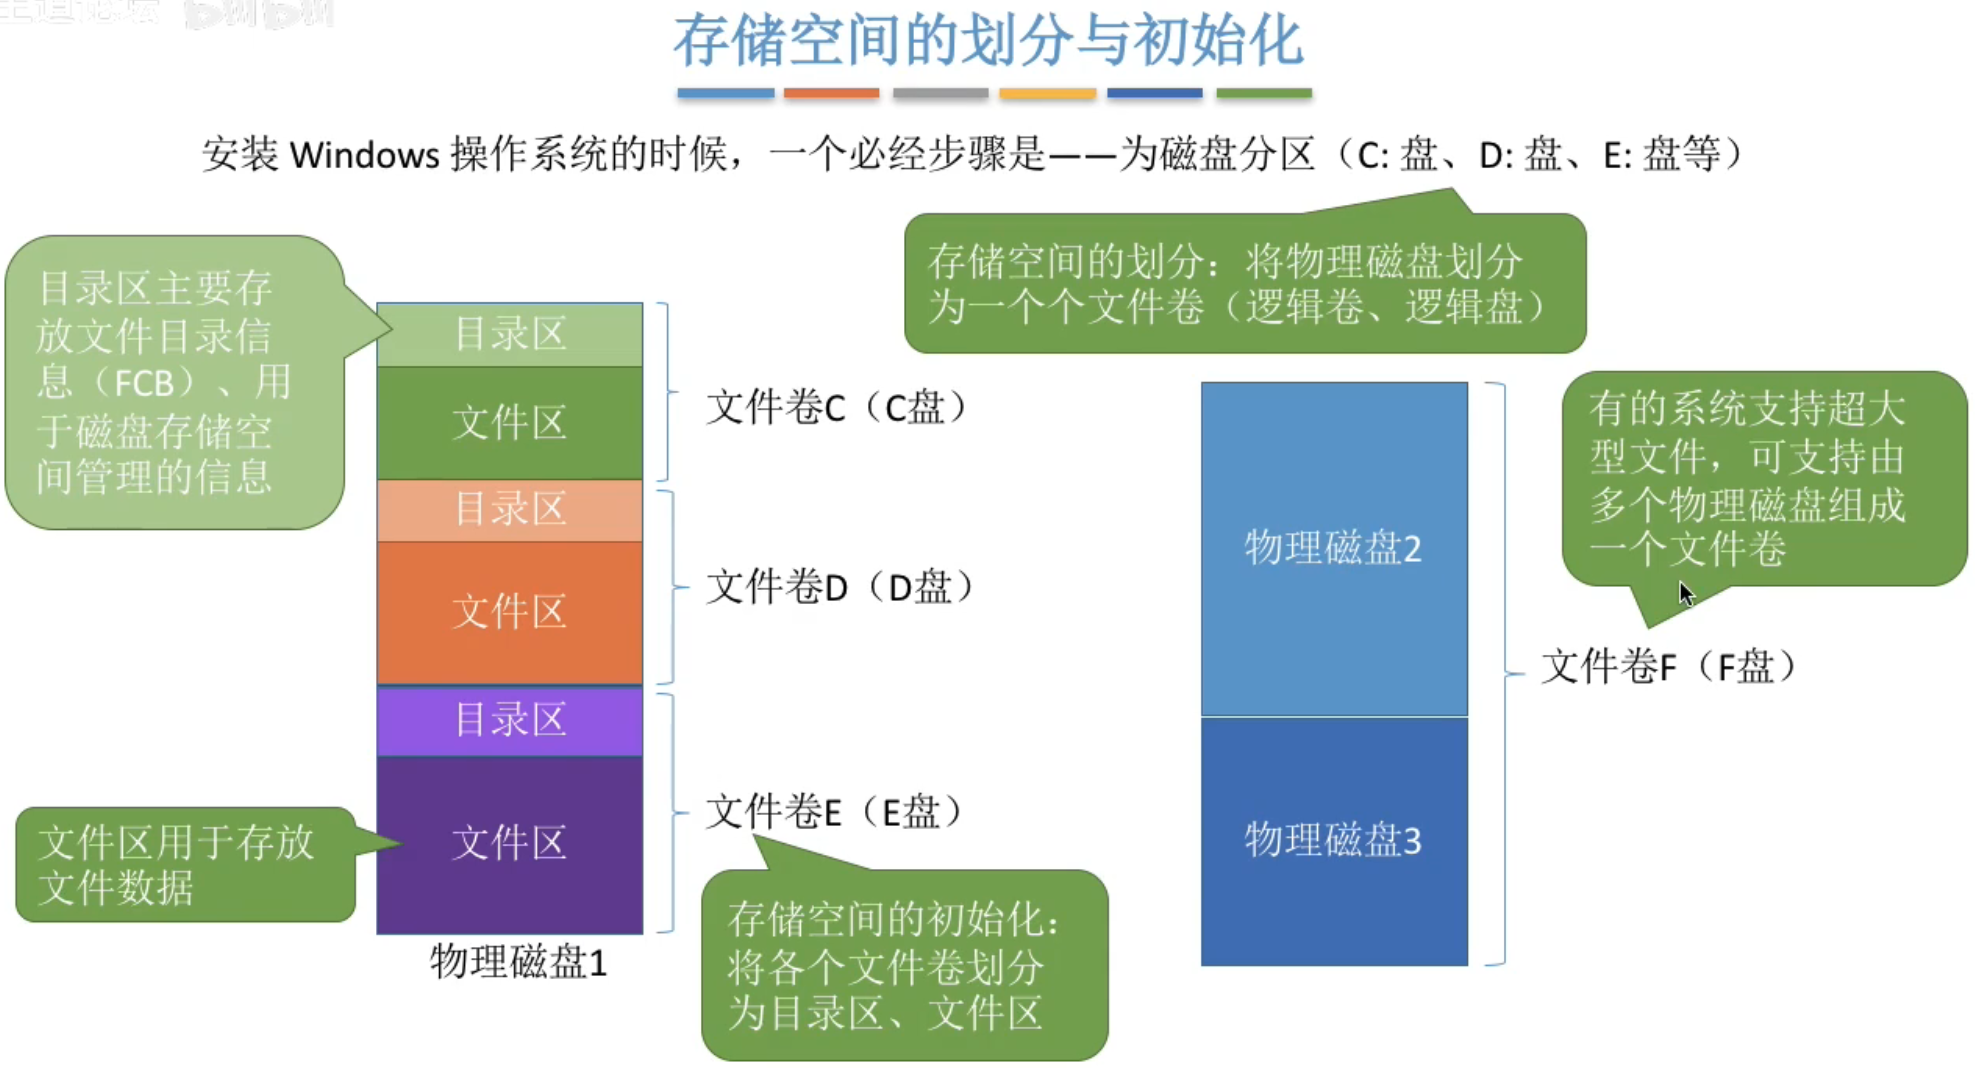 存储空间的划分与初始化
安装 Windows 操作系统的时候，一个必经步骤是——为磁盘分区（C: 盘、D: 盘、E: 盘等）
存储空间的划分：将物理磁盘划分
为一个个文件卷（逻辑卷、逻辑盘）
目录区主要存
放文件目录信
息（FCB）、用
于磁盘存储空
间管理的信息
目录区
文件区
文件卷C（C盘）
目录区
文件区
文件卷D（D盘）
目录区
文件区
文件卷E（E盘）
文件区用于存放
文件数据
物理磁盘1
存储空间的初始化：
将各个文件卷划分
为目录区、文件区
物理磁盘2
物理磁盘3
有的系统支持超大
型文件，可支持由
多个物理磁盘组成
一个文件卷
文件卷F（F盘）